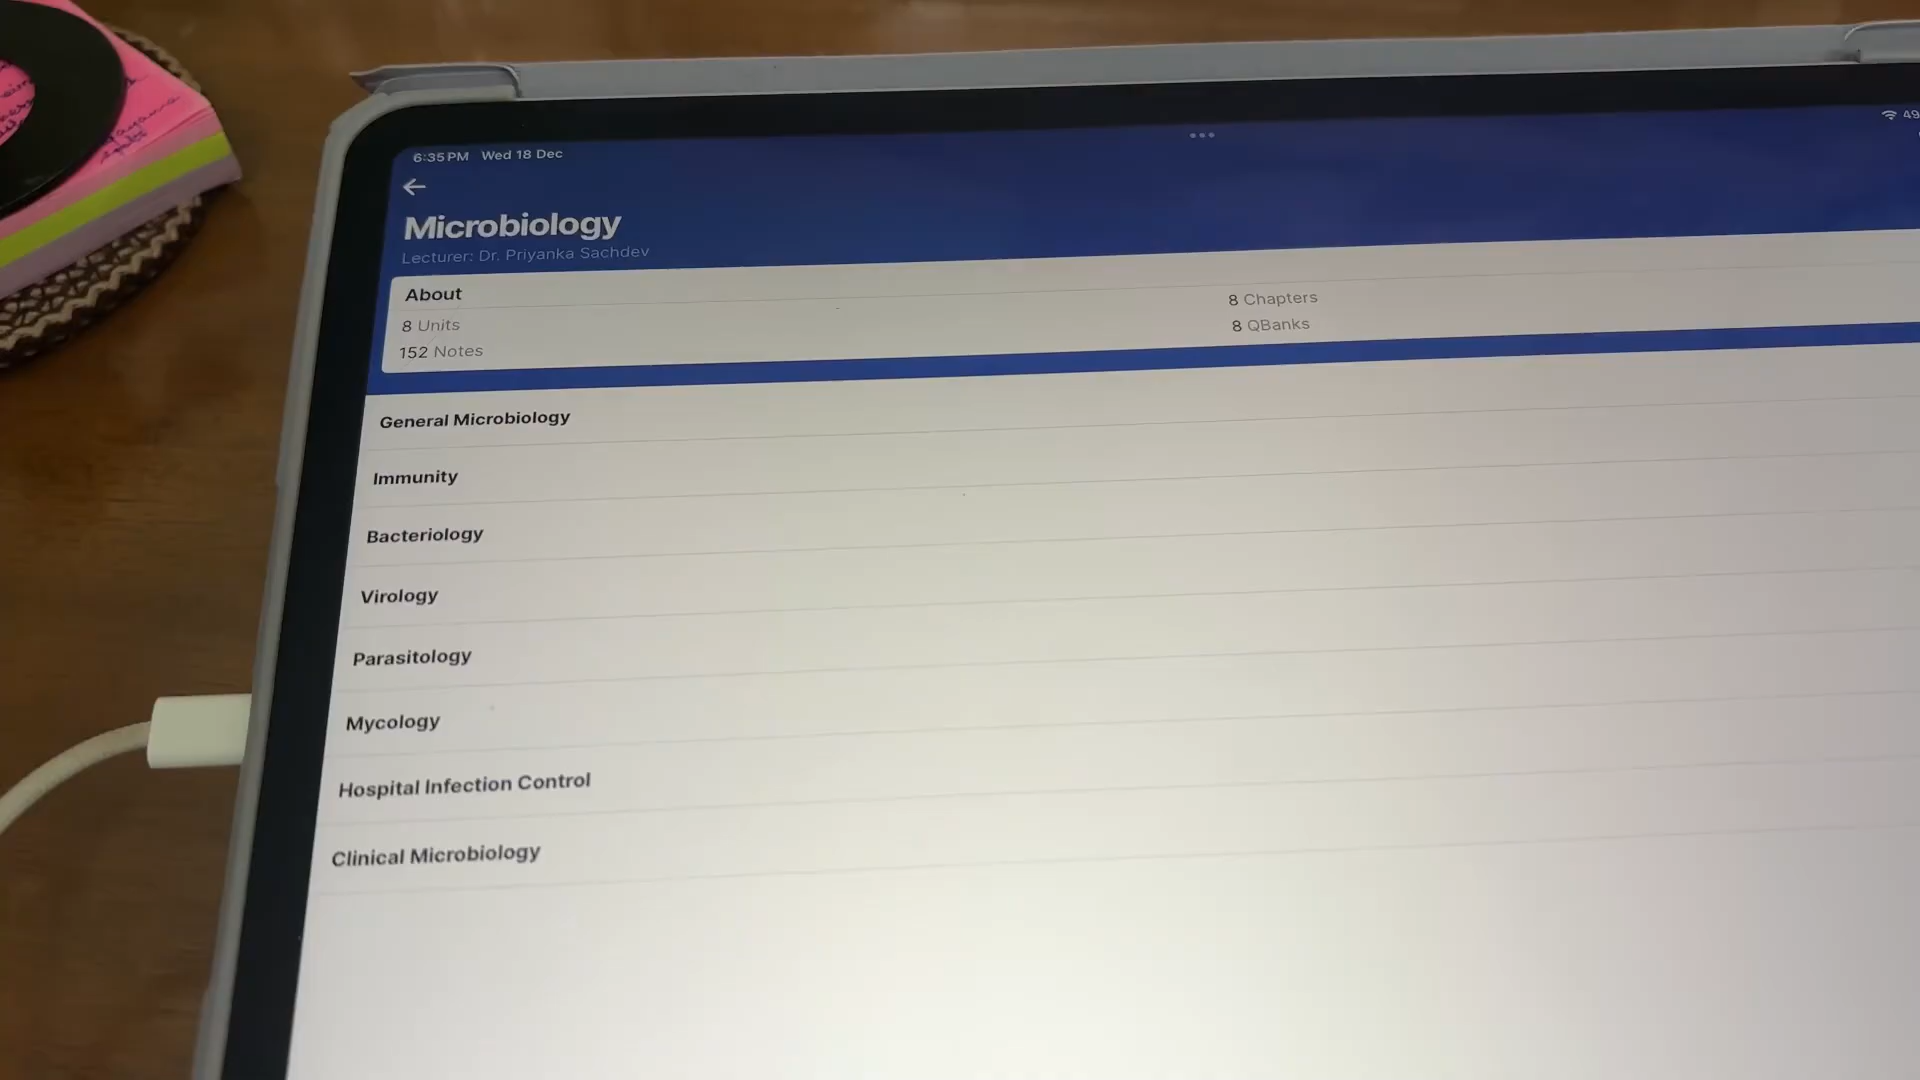 6:35 PM Wed 18 Dec
49
Microbiology
Lecturer: Dr. Priyanka Sachdev
About
8 Units
8 Chapters
152 Notes
8 QBanks
General Microbiology
Immunity
Bacteriology
Virology
Parasitology
Mycology
Hospital Infection Control
Clinical Microbiology